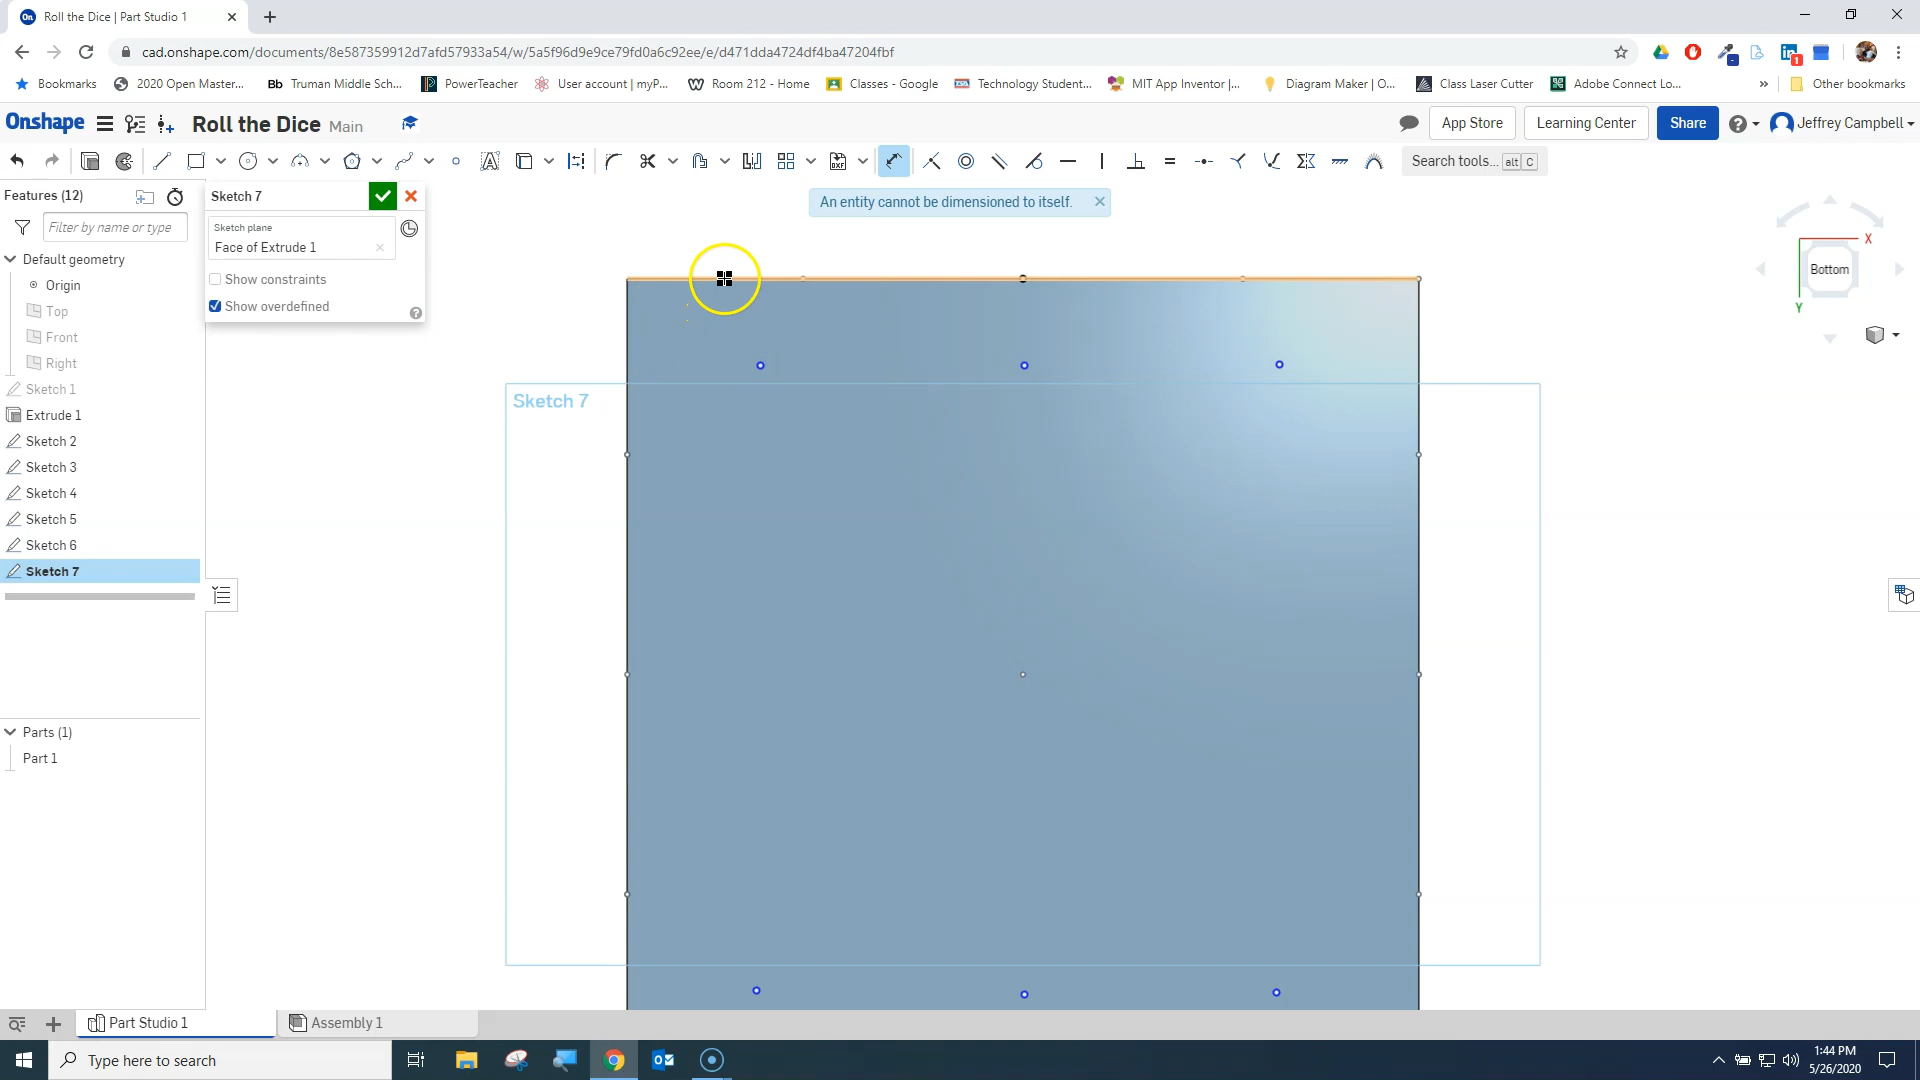 Roll the Dice | Part Studio 1
cad.onshape.com/documents/8e587359912d7afd57933a54/w/5a5f96d9e9ce79fd0a6c92ee/e/d471dda4724df4ba47204fbf
Bookmarks
2020 Open Master...
Bb Truman Middle Sch...
PowerTeacher
User account | myP...
Room 212 - Home
Classes - Google
Technology Student...
MIT App Inventor |...
Diagram Maker | O...
Class Laser Cutter
Adobe Connect Lo...
»
Other bookmarks
Onshape
Roll the Dice Main
App Store
Learning Center
Share
Jeffrey Campbell
Search tools... alt C
Features (12)
Filter by name or type
Default geometry
Origin
Top
Front
Right
Sketch 1
Extrude 1
Sketch 2
Sketch 3
Sketch 4
Sketch 5
Sketch 6
Sketch 7
Parts (1)
Part 1
Sketch 7
Sketch plane
Face of Extrude 1
Show constraints
Show overdefined
An entity cannot be dimensioned to itself.
Sketch 7
X
Bottom
Y
Part Studio 1
Assembly 1
Type here to search
1:44 PM
5/26/2020